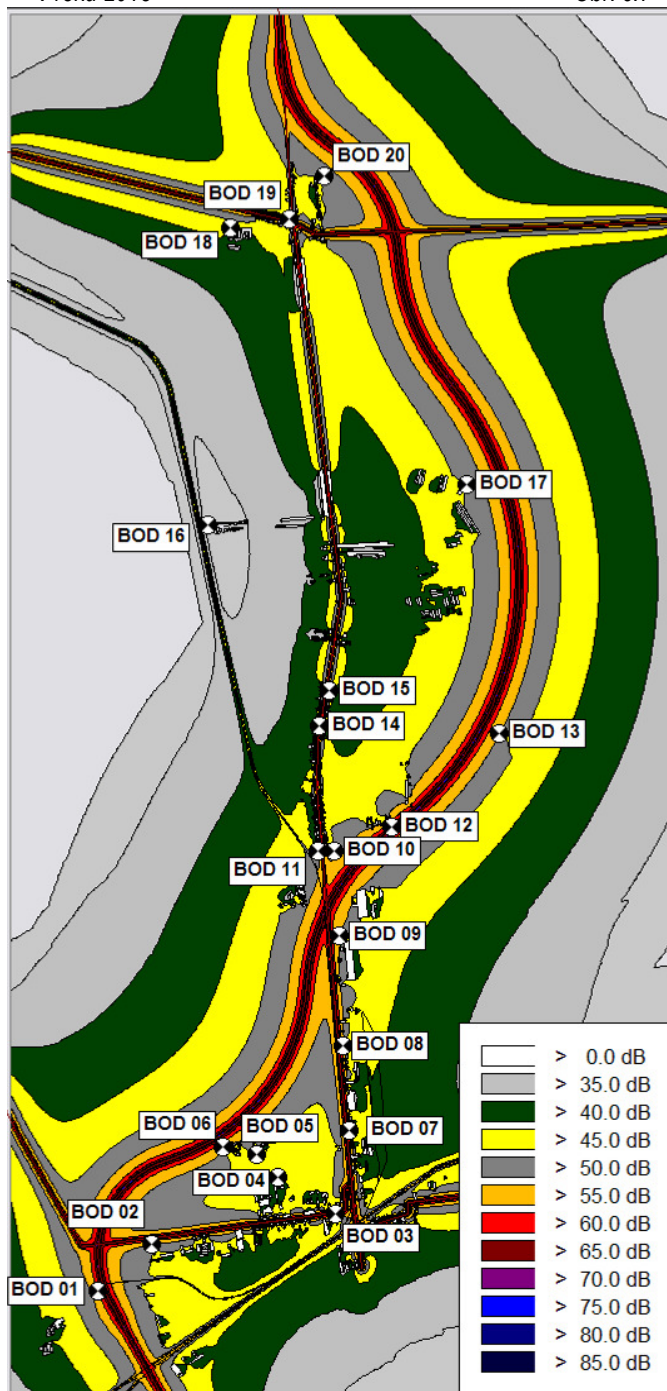 BOD 20
BOD 19
BOD 18
BOD 17
BOD 16
BOD 15
BOD 14
BOD 13
BOD 12
BOD 10
BOD 11
BOD 09
BOD 08
BOD 07
BOD 06
BOD 05
BOD 04
BOD 02
BOD 03
BOD 01
> 0.0 dB
> 35.0 dB
> 40.0 dB
> 45.0 dB
> 50.0 dB
> 55.0 dB
> 60.0 dB
> 65.0 dB
> 70.0 dB
> 75.0 dB
> 80.0 dB
> 85.0 dB